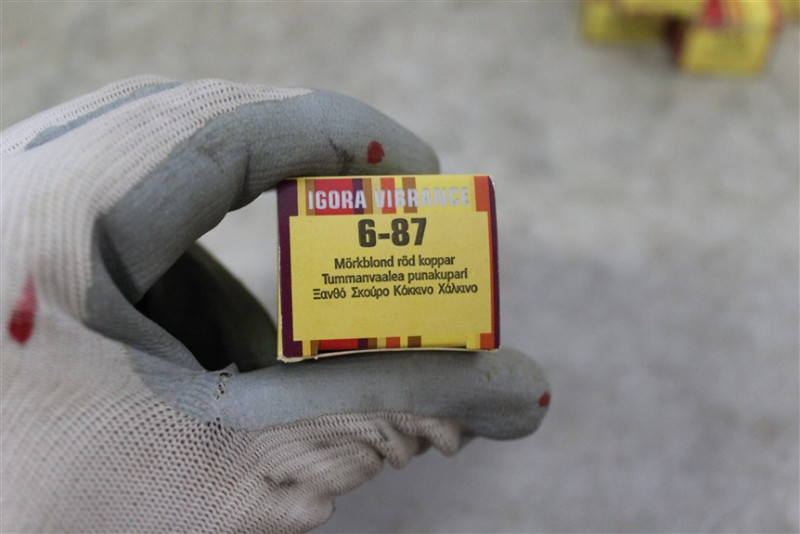 IGORA VIBRANCE
6-87
Mörkblond röd koppar
Tummanvaalea punakupari
Ξανθό Σκούρο Κόκκινο Χάλκινο